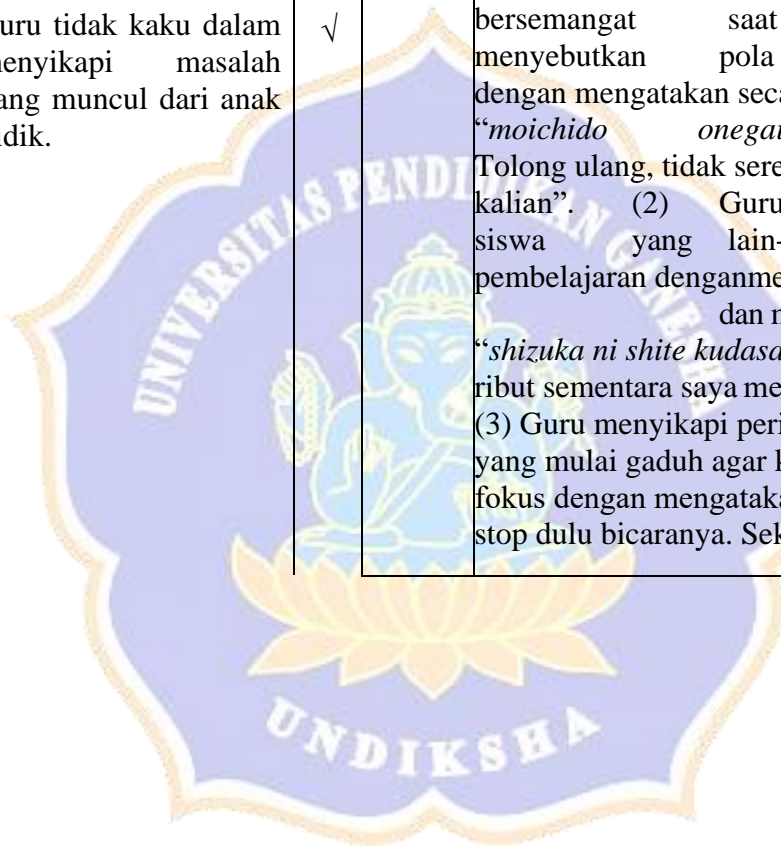 uru tidak kaku dalam
menyikapi masalah
ang muncul dari anak
idik.
√
bersemangat saat
menyebutkan pola
dengan mengatakan seca
“moichido onegai
Tolong ulang, tidak sere
kalian”. (2) Guru
siswa yang lain-
pembelajaran denganme
dan m
“shizuka ni shite kudasa
ribut sementara saya me
(3) Guru menyikapi peri
yang mulai gaduh agar k
fokus dengan mengataka
stop dulu bicaranya. Sek
UNIVERSITAS PENDIDIKAN GANESHA
UNDIKSHA